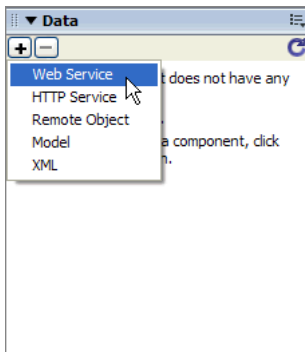 Data
Web Service
t does not have any
HTTP Service
Remote Object
Model
a component, click
XML